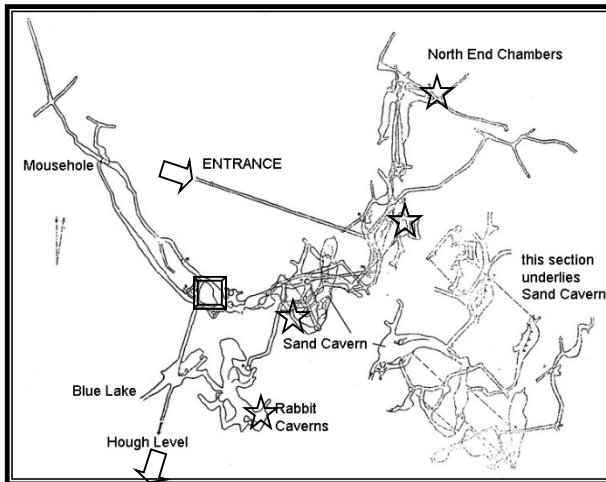 North End Chambers
Mousehole
ENTRANCE
this section
underlies
Sand Cavern
Sand Cavern
Blue Lake
Rabbit
Caverns
Hough Level